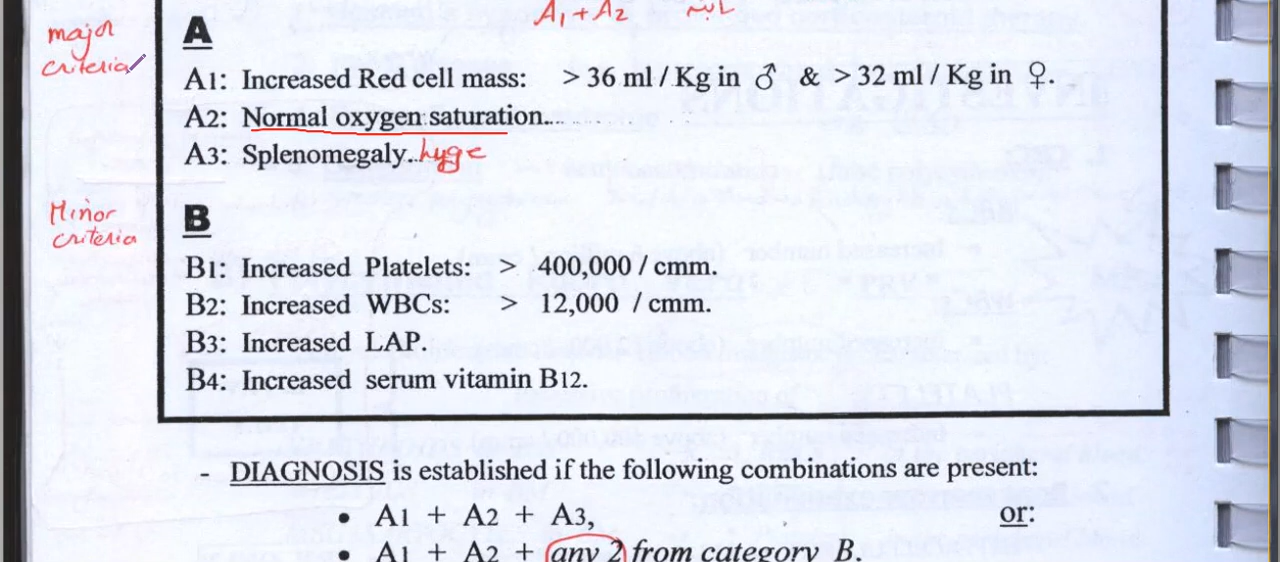 A1 + A2
major
criteria
A
A1: Increased Red cell mass: > 36 ml / Kg in ♂ & > 32 ml / Kg in ♀.
A2: Normal oxygen saturation...
A3: Splenomegaly..huge
Minor
criteria
B
B1: Increased Platelets: > 400,000 / cmm.
B2: Increased WBCs: > 12,000 / cmm.
B3: Increased LAP.
B4: Increased serum vitamin B12.
- DIAGNOSIS is established if the following combinations are present:
• A1 + A2 + A3, or:
• A1 + A2 + (any 2) from category B.